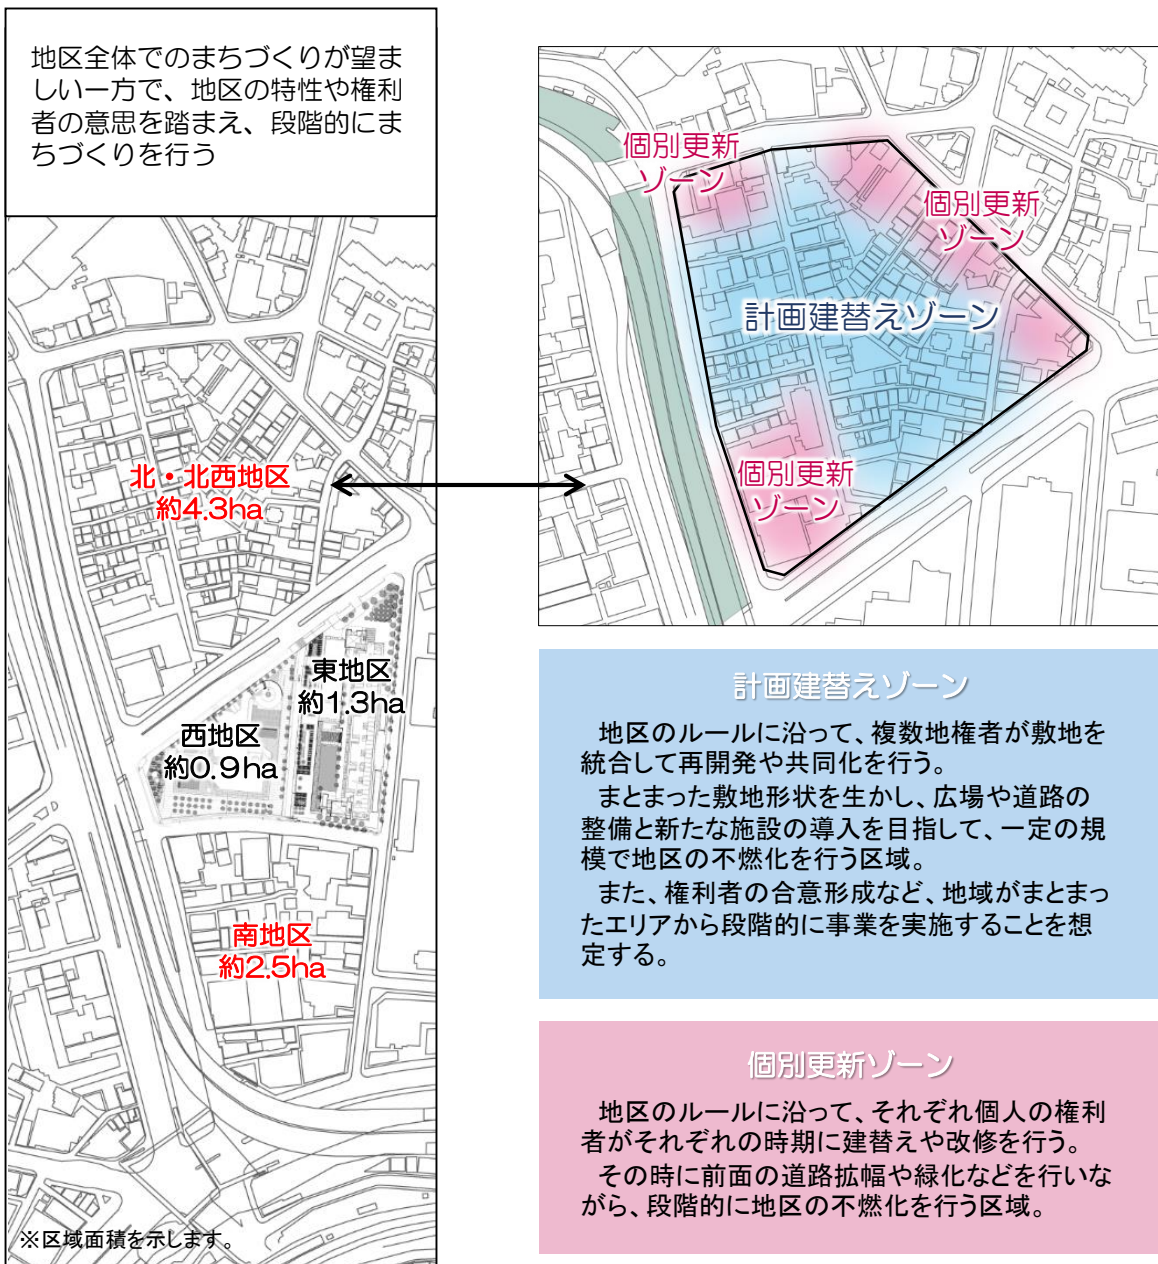 地区全体でのまちづくりが望ま
しい一方で、地区の特性や権利
者の意思を踏まえ、段階的にま
ちづくりを行う
北・北西地区
約4.3ha
東地区
約1.3ha
西地区
約0.9ha
南地区
約2.5ha
※区域面積を示します。
個別更新
ゾーン
個別更新
ゾーン
計画建替えゾーン
個別更新
ゾーン
計画建替えゾーン
地区のルールに沿って、複数地権者が敷地を
統合して再開発や共同化を行う。
まとまった敷地形状を生かし、広場や道路の
整備と新たな施設の導入を目指して、一定の規
模で地区の不燃化を行う区域。
また、権利者の合意形成など、地域がまとまっ
たエリアから段階的に事業を実施することを想
定する。
個別更新ゾーン
地区のルールに沿って、それぞれ個人の権利
者がそれぞれの時期に建替えや改修を行う。
その時に前面の道路拡幅や緑化などを行いな
がら、段階的に地区の不燃化を行う区域。